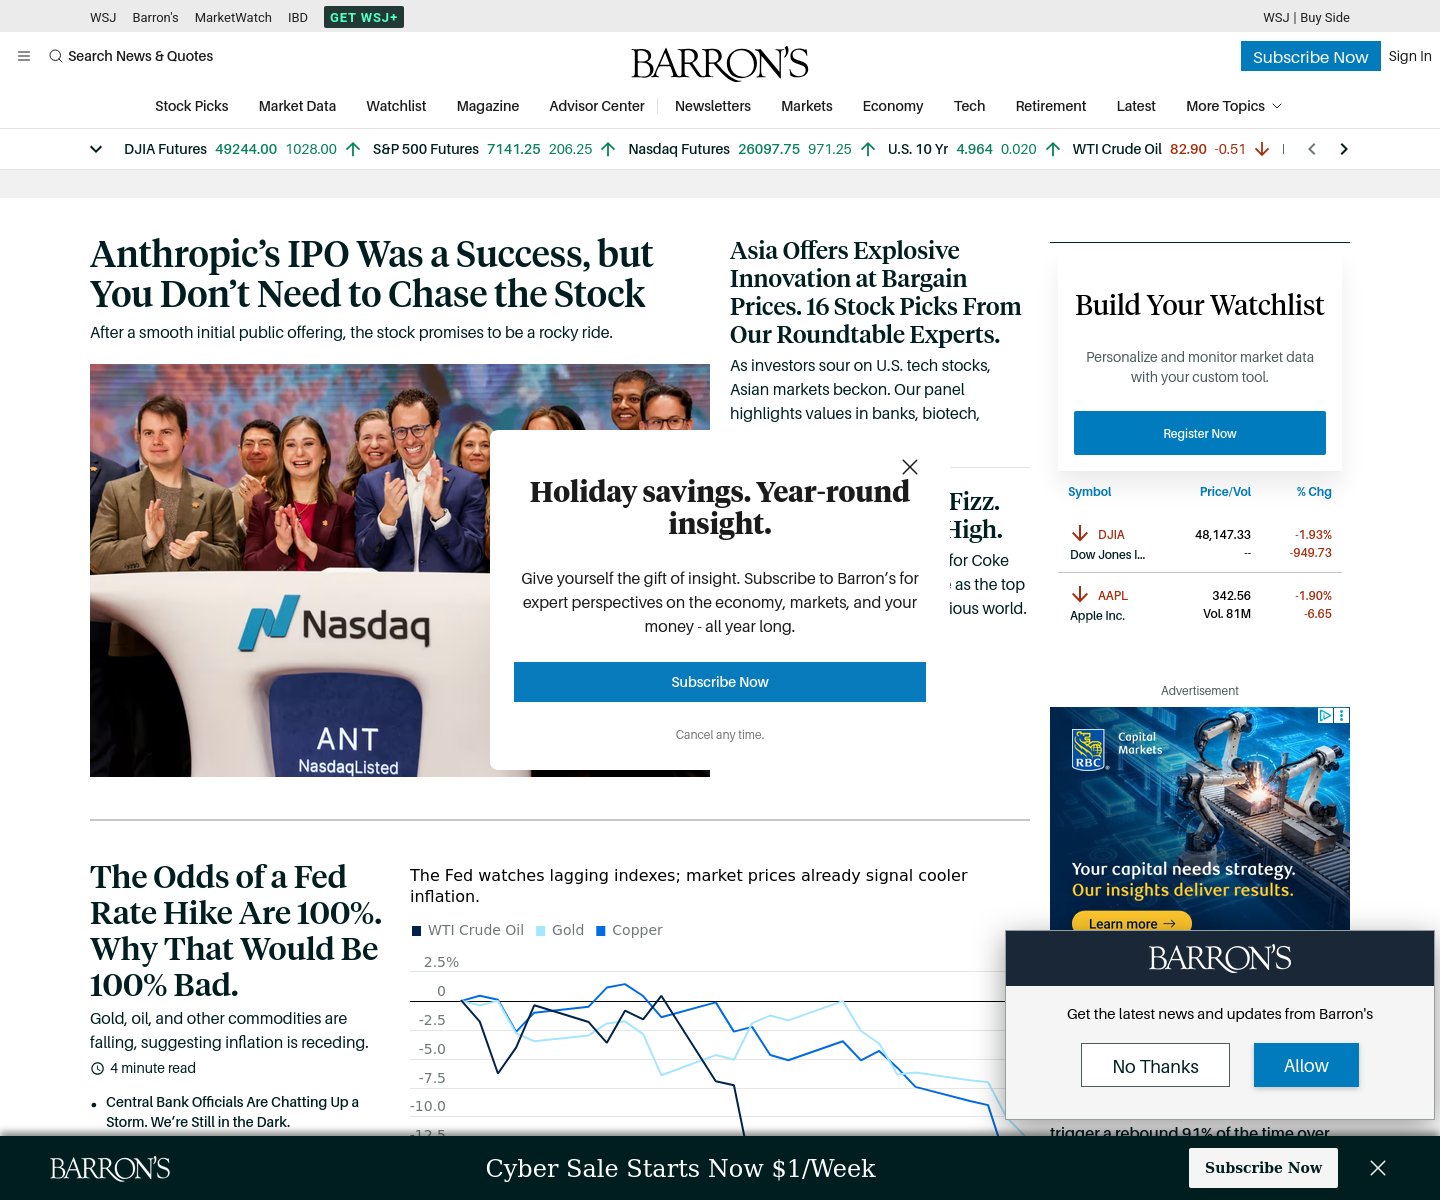 WSJ Barron's MarketWatch IBD GET WSJ+ WSJ | Buy Side
Search News & Quotes
BARRON'S
Subscribe Now Sign In
Stock Picks Market Data Watchlist Magazine Advisor Center Newsletters Markets Economy Tech Retirement Latest More Topics
DJIA Futures 49244.00 1028.00 S&P 500 Futures 7141.25 206.25 Nasdaq Futures 26097.75 971.25 U.S. 10 Yr 4.964 0.020 WTI Crude Oil 82.90 -0.51
Anthropic’s IPO Was a Success, but
You Don’t Need to Chase the Stock
After a smooth initial public offering, the stock promises to be a rocky ride.
Nasdaq
ANT
NasdaqListed
Asia Offers Explosive
Innovation at Bargain
Prices. 16 Stock Picks From
Our Roundtable Experts.
As investors sour on U.S. tech stocks,
Asian markets beckon. Our panel
highlights values in banks, biotech,
Fizz.
High.
for Coke
as the top
ious world.
Holiday savings. Year-round
insight.
Give yourself the gift of insight. Subscribe to Barron’s for
expert perspectives on the economy, markets, and your
money - all year long.
Subscribe Now
Cancel any time.
Build Your Watchlist
Personalize and monitor market data
with your custom tool.
Register Now
Symbol Price/Vol % Chg
DJIA 48,147.33 -1.93%
Dow Jones I... -- -949.73
AAPL 342.56 -1.90%
Apple Inc. Vol. 81M -6.65
Advertisement
RBC
Capital
Markets
Your capital needs strategy.
Our insights deliver results.
Learn more →
The Odds of a Fed
Rate Hike Are 100%.
Why That Would Be
100% Bad.
Gold, oil, and other commodities are
falling, suggesting inflation is receding.
4 minute read
Central Bank Officials Are Chatting Up a
Storm. We’re Still in the Dark.
The Fed watches lagging indexes; market prices already signal cooler
inflation.
WTI Crude Oil Gold Copper
2.5%
0
-2.5
-5.0
-7.5
-10.0
-12.5
BARRON'S
Get the latest news and updates from Barron's
No Thanks Allow
trigger a rebound 91% of the time over
BARRON'S
Cyber Sale Starts Now $1/Week
Subscribe Now